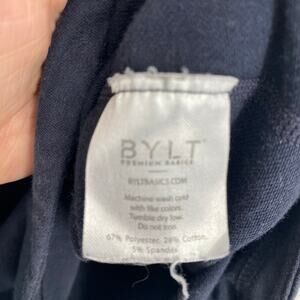 BYLT
PREMIUM BASICS
BYLTBASICS.COM
Machine wash cold
with like colors.
Tumble dry low.
Do not iron.
67% Polyester, 28% Cotton,
5% Spandex